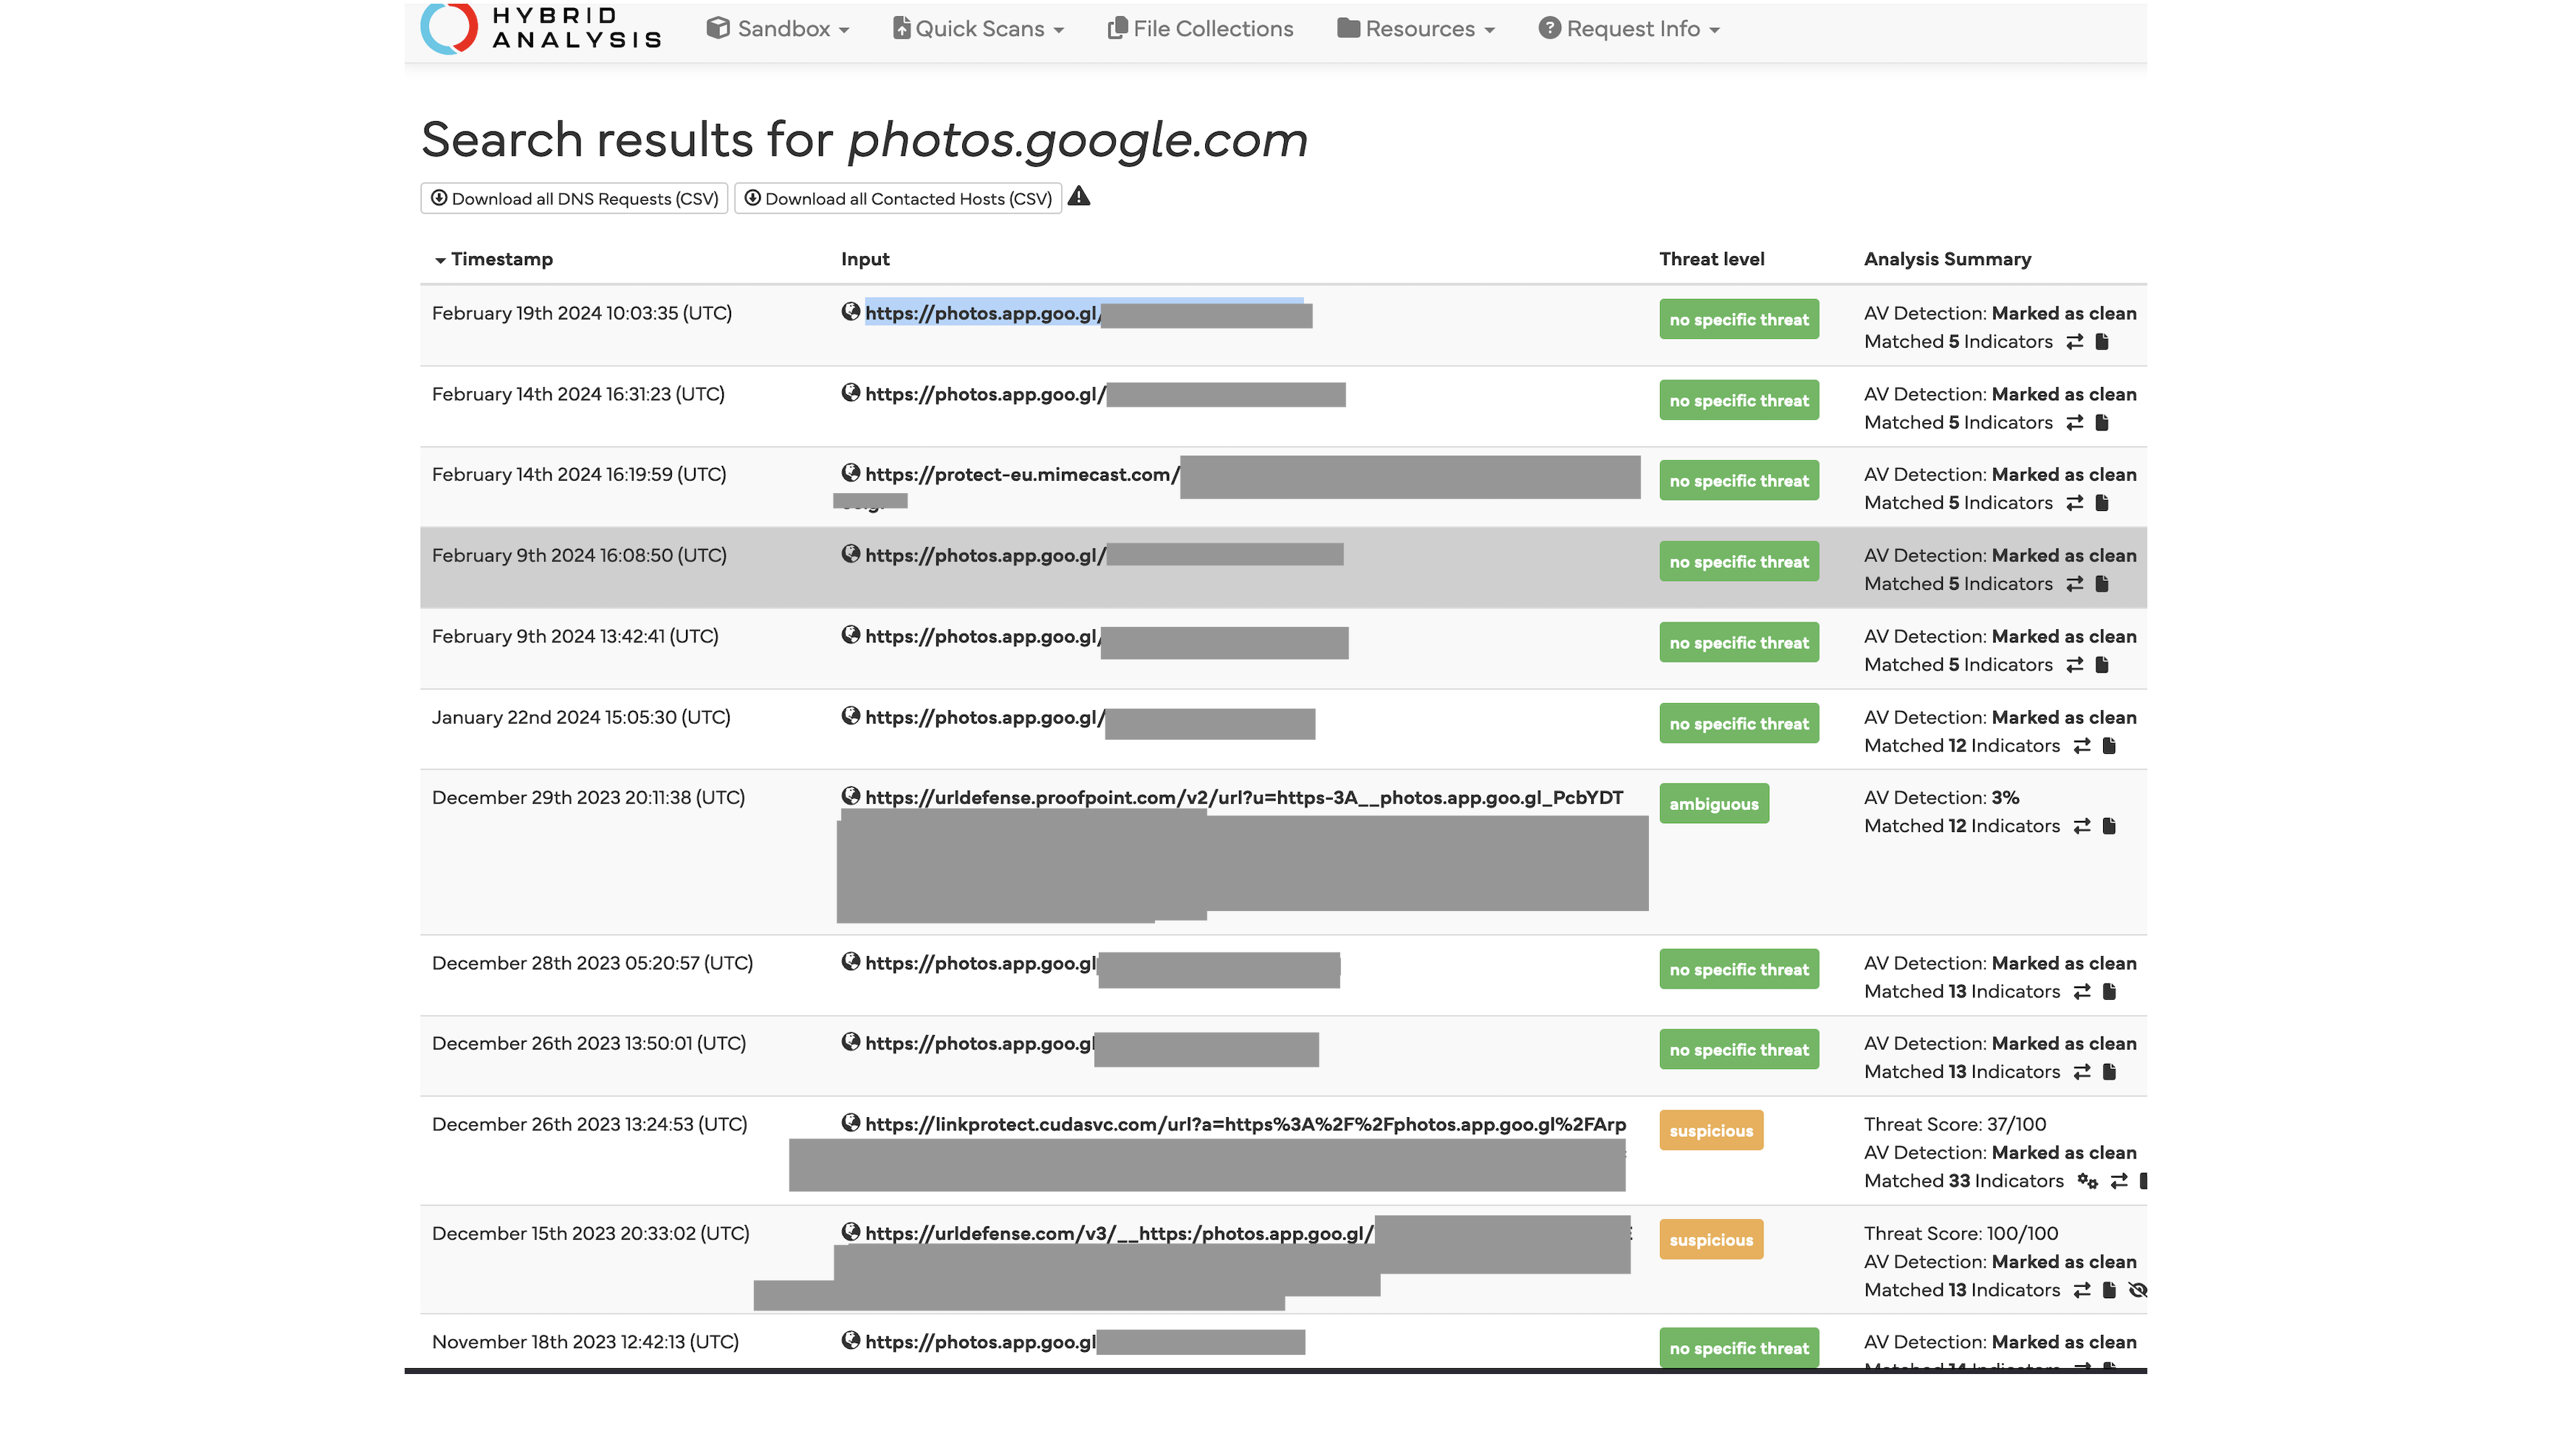 HYBRID
ANALYSIS
Sandbox Quick Scans File Collections Resources Request Info
Search results for photos.google.com
Download all DNS Requests (CSV) Download all Contacted Hosts (CSV)
Timestamp Input Threat level Analysis Summary
February 19th 2024 10:03:35 (UTC) https://photos.app.goo.gl/ no specific threat AV Detection: Marked as clean
Matched 5 Indicators
February 14th 2024 16:31:23 (UTC) https://photos.app.goo.gl/ no specific threat AV Detection: Marked as clean
Matched 5 Indicators
February 14th 2024 16:19:59 (UTC) https://protect-eu.mimecast.com/ no specific threat AV Detection: Marked as clean
Matched 5 Indicators
February 9th 2024 16:08:50 (UTC) https://photos.app.goo.gl/ no specific threat AV Detection: Marked as clean
Matched 5 Indicators
February 9th 2024 13:42:41 (UTC) https://photos.app.goo.gl/ no specific threat AV Detection: Marked as clean
Matched 5 Indicators
January 22nd 2024 15:05:30 (UTC) https://photos.app.goo.gl/ no specific threat AV Detection: Marked as clean
Matched 12 Indicators
December 29th 2023 20:11:38 (UTC) https://urldefense.proofpoint.com/v2/url?u=https-3A__photos.app.goo.gl_PcbYDT ambiguous AV Detection: 3%
Matched 12 Indicators
December 28th 2023 05:20:57 (UTC) https://photos.app.goo.gl no specific threat AV Detection: Marked as clean
Matched 13 Indicators
December 26th 2023 13:50:01 (UTC) https://photos.app.goo.gl no specific threat AV Detection: Marked as clean
Matched 13 Indicators
December 26th 2023 13:24:53 (UTC) https://linkprotect.cudasvc.com/url?a=https%3A%2F%2Fphotos.app.goo.gl%2FArp suspicious Threat Score: 37/100
AV Detection: Marked as clean
Matched 33 Indicators
December 15th 2023 20:33:02 (UTC) https://urldefense.com/v3/__https:/photos.app.goo.gl/ suspicious Threat Score: 100/100
AV Detection: Marked as clean
Matched 13 Indicators
November 18th 2023 12:42:13 (UTC) https://photos.app.goo.gl no specific threat AV Detection: Marked as clean